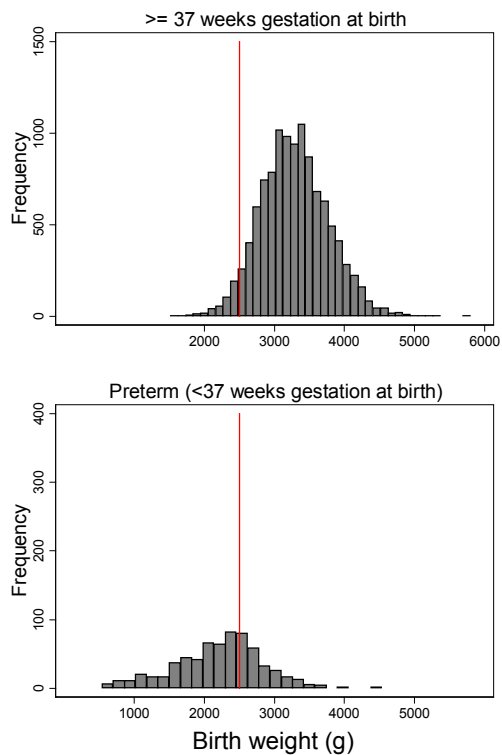 >= 37 weeks gestation at birth
1500
1000
500
0
Frequency
2000 3000 4000 5000 6000
Preterm (<37 weeks gestation at birth)
400
300
200
100
0
Frequency
1000 2000 3000 4000 5000
Birth weight (g)